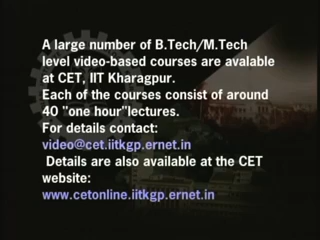 A large number of B.Tech/M.Tech
level video-based courses are avalable
at CET, IIT Kharagpur.
Each of the courses consist of around
40 "one hour"lectures.
For details contact:
video@cet.iitkgp.ernet.in
Details are also available at the CET
website:
www.cetonline.iitkgp.ernet.in